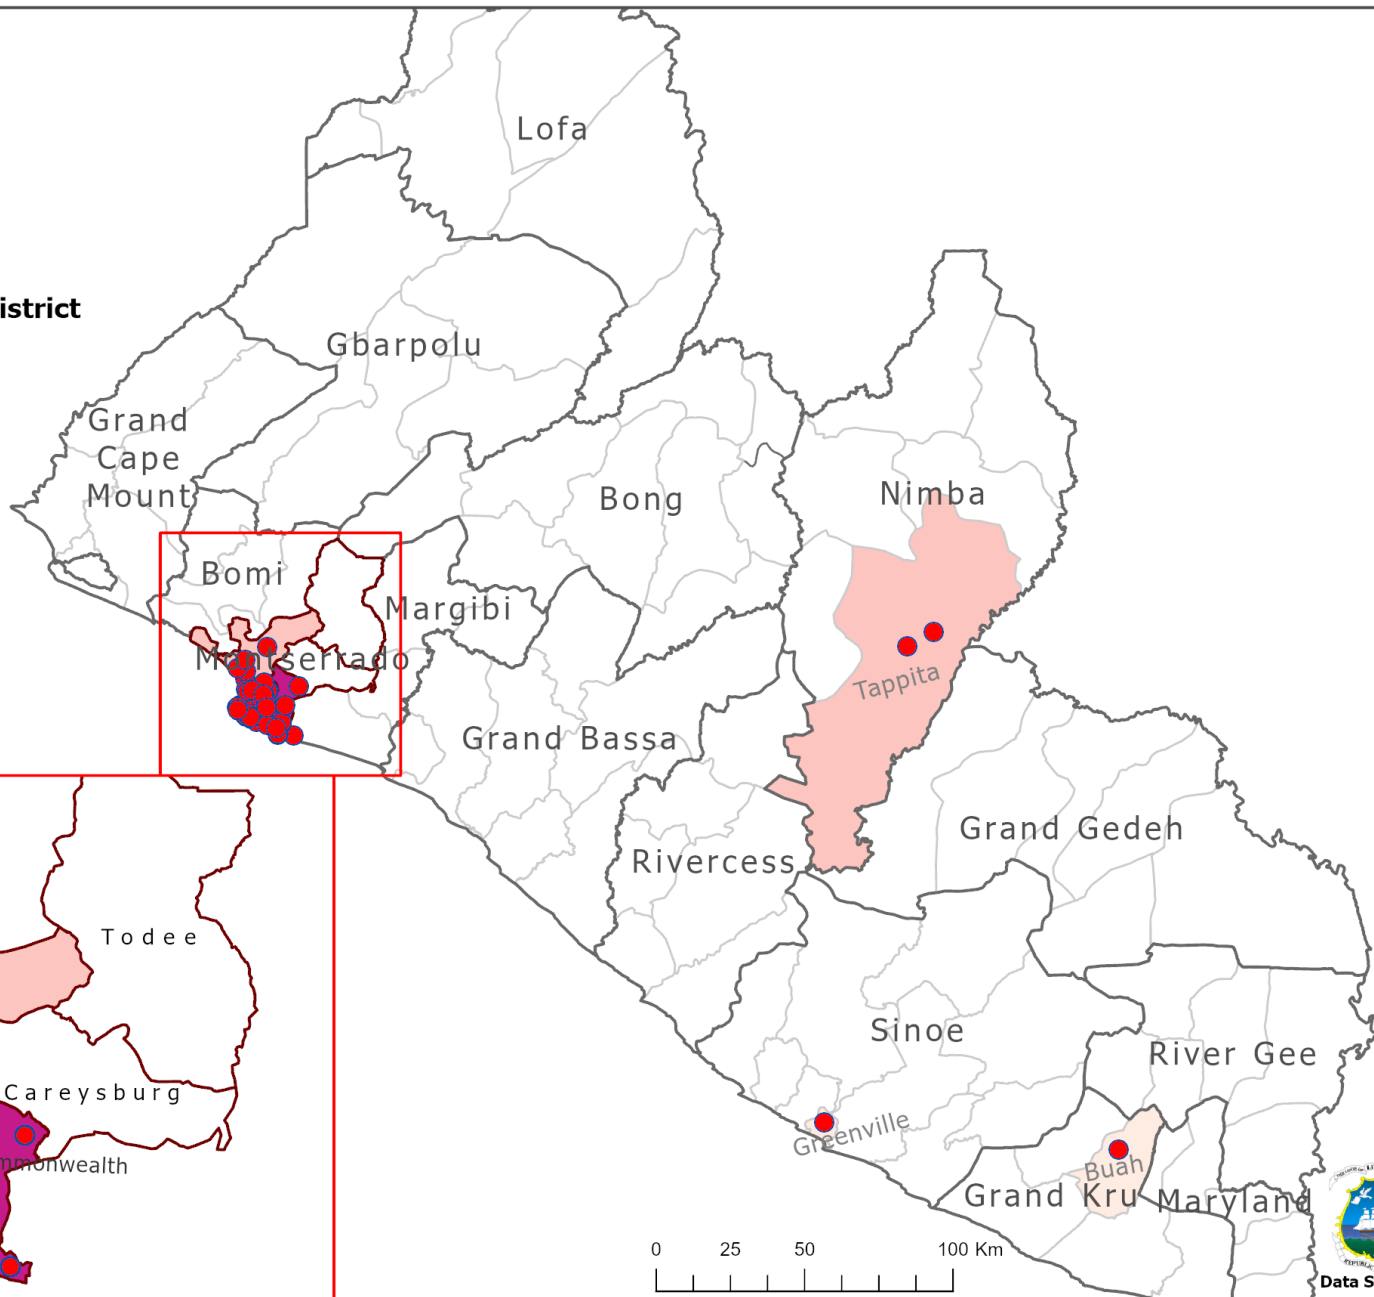 Lofa
istrict
Gbarpolu
Grand
Cape
Mount
Nimba
Bong
Bomi
Margibi
Montserrado
Tappita
Grand Bassa
Grand Gedeh
Rivercess
Todee
Sinoe
River Gee
Careysburg
Greenville
mmonwealth
Buah
Grand Kru
Maryland
0 25 50 100 Km
Data S